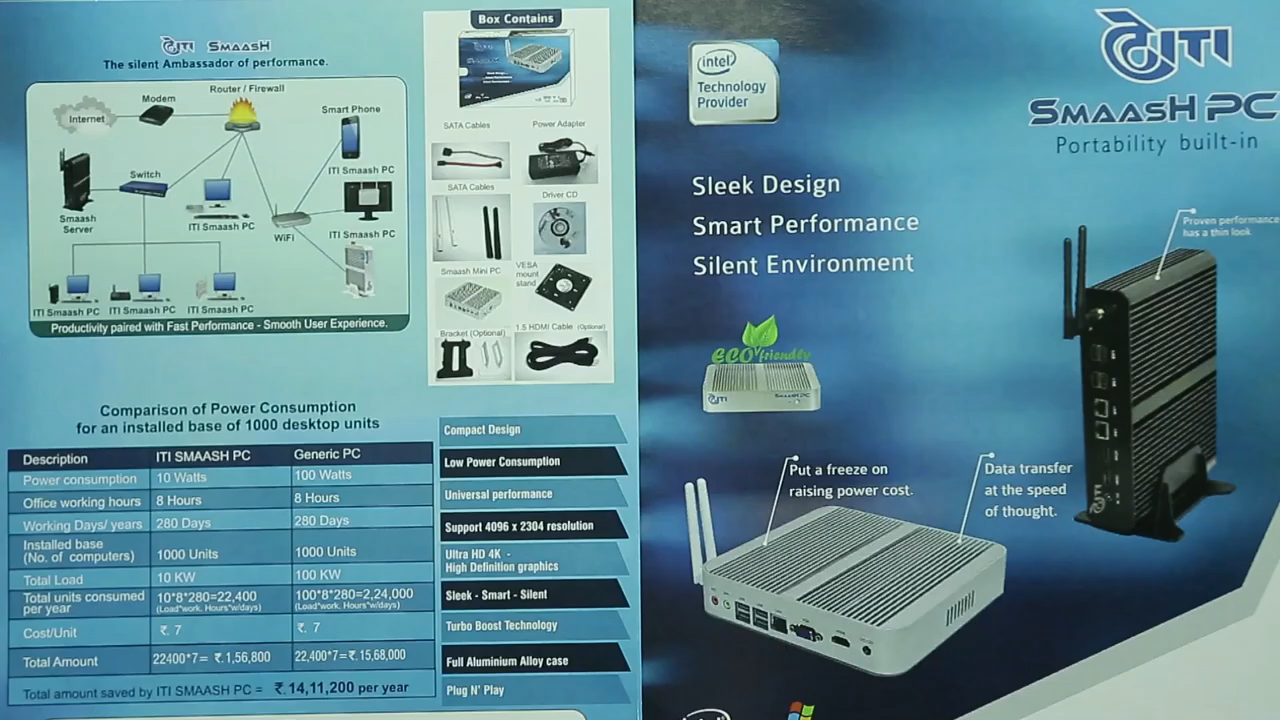 ITI SMAASH
The silent Ambassador of performance.
Internet
Modem
Router / Firewall
Smart Phone
ITI Smaash PC
Switch
Smaash
Server
ITI Smaash PC
WiFi
ITI Smaash PC
ITI Smaash PC
ITI Smaash PC
ITI Smaash PC
Productivity paired with Fast Performance - Smooth User Experience.
Box Contains
SATA Cables
Power Adapter
SATA Cables
Driver CD
Smaash Mini PC
VESA
mount
stand
Bracket (Optional)
1.5 HDMI Cable (Optional)
Comparison of Power Consumption
for an installed base of 1000 desktop units
Description ITI SMAASH PC Generic PC
Power consumption 10 Watts 100 Watts
Office working hours 8 Hours 8 Hours
Working Days/ years 280 Days 280 Days
Installed base
(No. of computers) 1000 Units 1000 Units
Total Load 10 KW 100 KW
Total units consumed
per year 10*8*280=22,400 100*8*280=2,24,000
(Load*work. Hours*w/days) (Load*work. Hours*w/days)
Cost/Unit ₹. 7 ₹. 7
Total Amount 22400*7= ₹.1,56,800 22,400*7=₹.15,68,000
Total amount saved by ITI SMAASH PC = ₹.14,11,200 per year
Compact Design
Low Power Consumption
Universal performance
Support 4096 x 2304 resolution
Ultra HD 4K -
High Definition graphics
Sleek - Smart - Silent
Turbo Boost Technology
Full Aluminium Alloy case
Plug N' Play
intel
Technology
Provider
ITI
SMAASH PC
Portability built-in
Sleek Design
Smart Performance
Silent Environment
Proven performance
has a thin look.
ECO friendly
ITI SMAASH PC
Put a freeze on
raising power cost.
Data transfer
at the speed
of thought.
ITI
intel